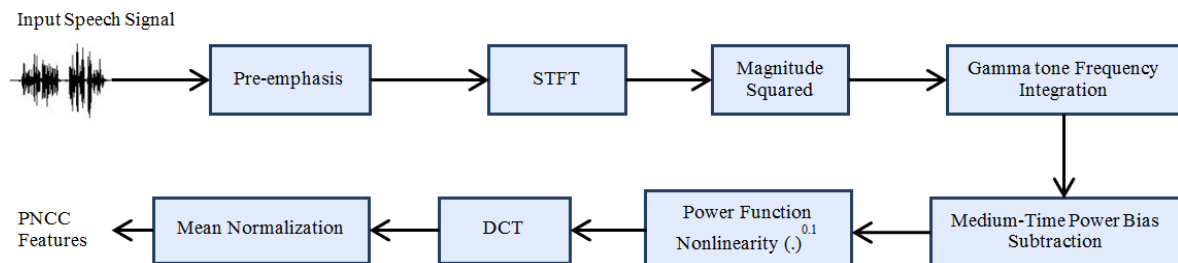 Input Speech Signal
Pre-emphasis
STFT
Magnitude
Squared
Gamma tone Frequency
Integration
Medium-Time Power Bias
Subtraction
Power Function
Nonlinearity (.)^0.1
DCT
Mean Normalization
PNCC
Features